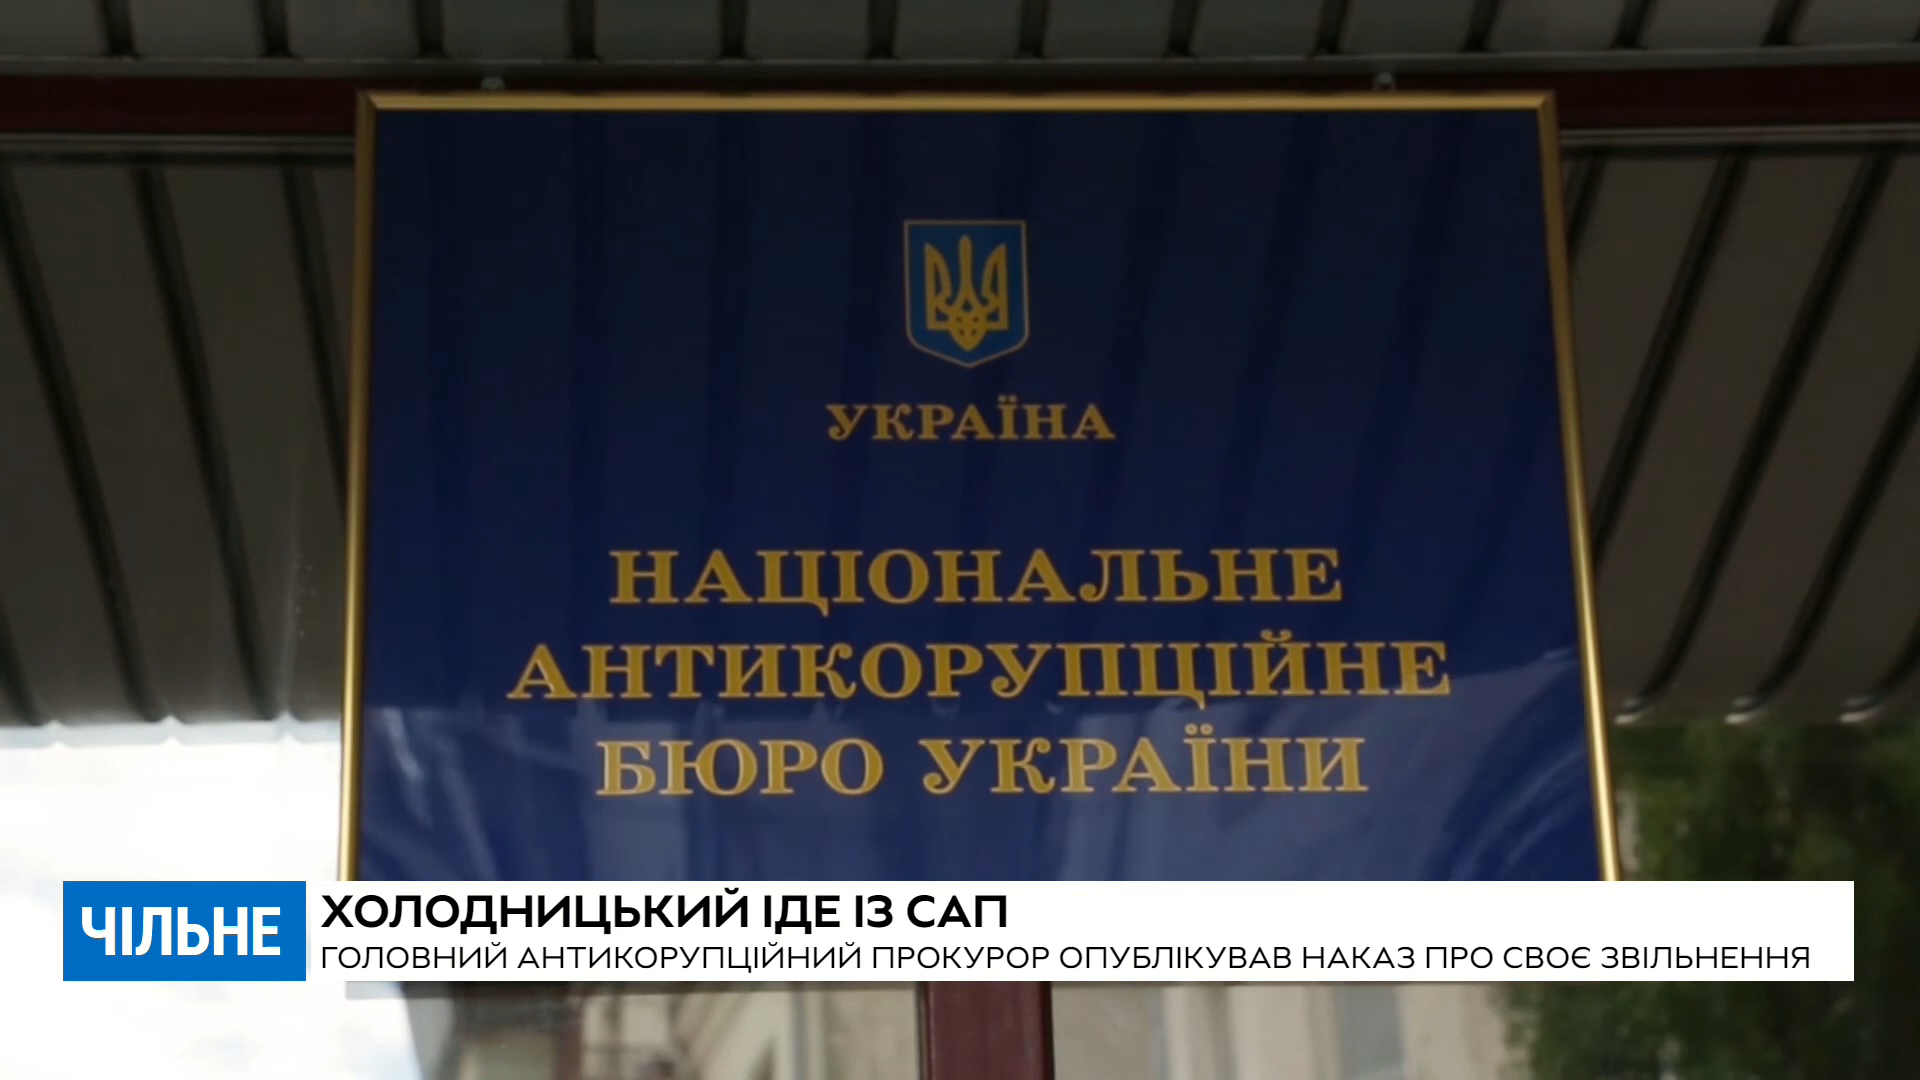 УКРАЇНА
НАЦІОНАЛЬНЕ
АНТИКОРУПЦІЙНЕ
БЮРО УКРАЇНИ
ЧІЛЬНЕ
ХОЛОДНИЦЬКИЙ ІДЕ ІЗ САП
ГОЛОВНИЙ АНТИКОРУПЦІЙНИЙ ПРОКУРОР ОПУБЛІКУВАВ НАКАЗ ПРО СВОЄ ЗВІЛЬНЕННЯ